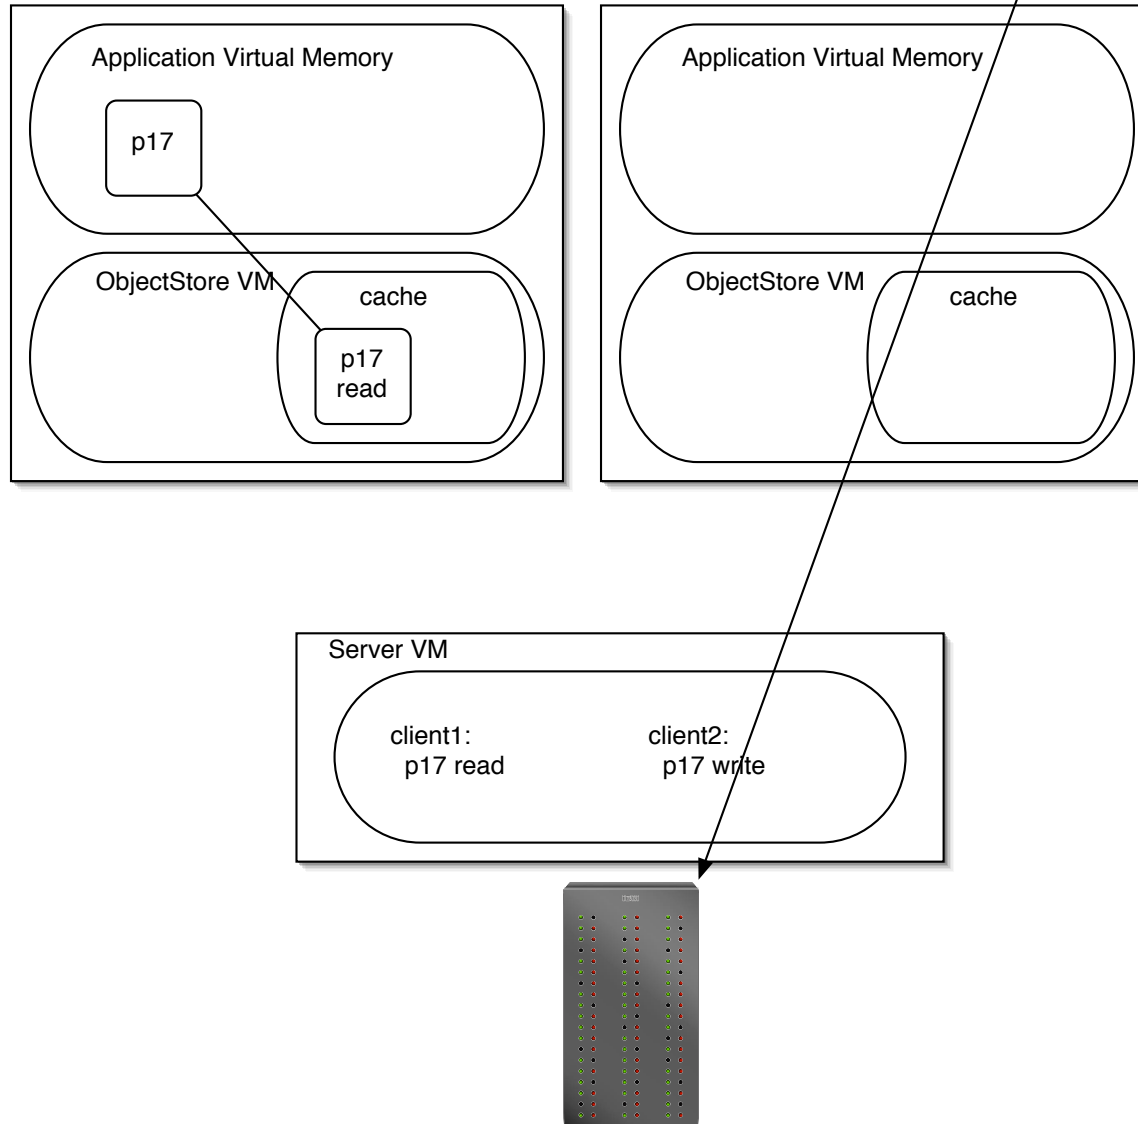 Application Virtual Memory
p17
ObjectStore VM
cache
p17
read
Application Virtual Memory
ObjectStore VM
cache
Server VM
client1:
p17 read
client2:
p17 write